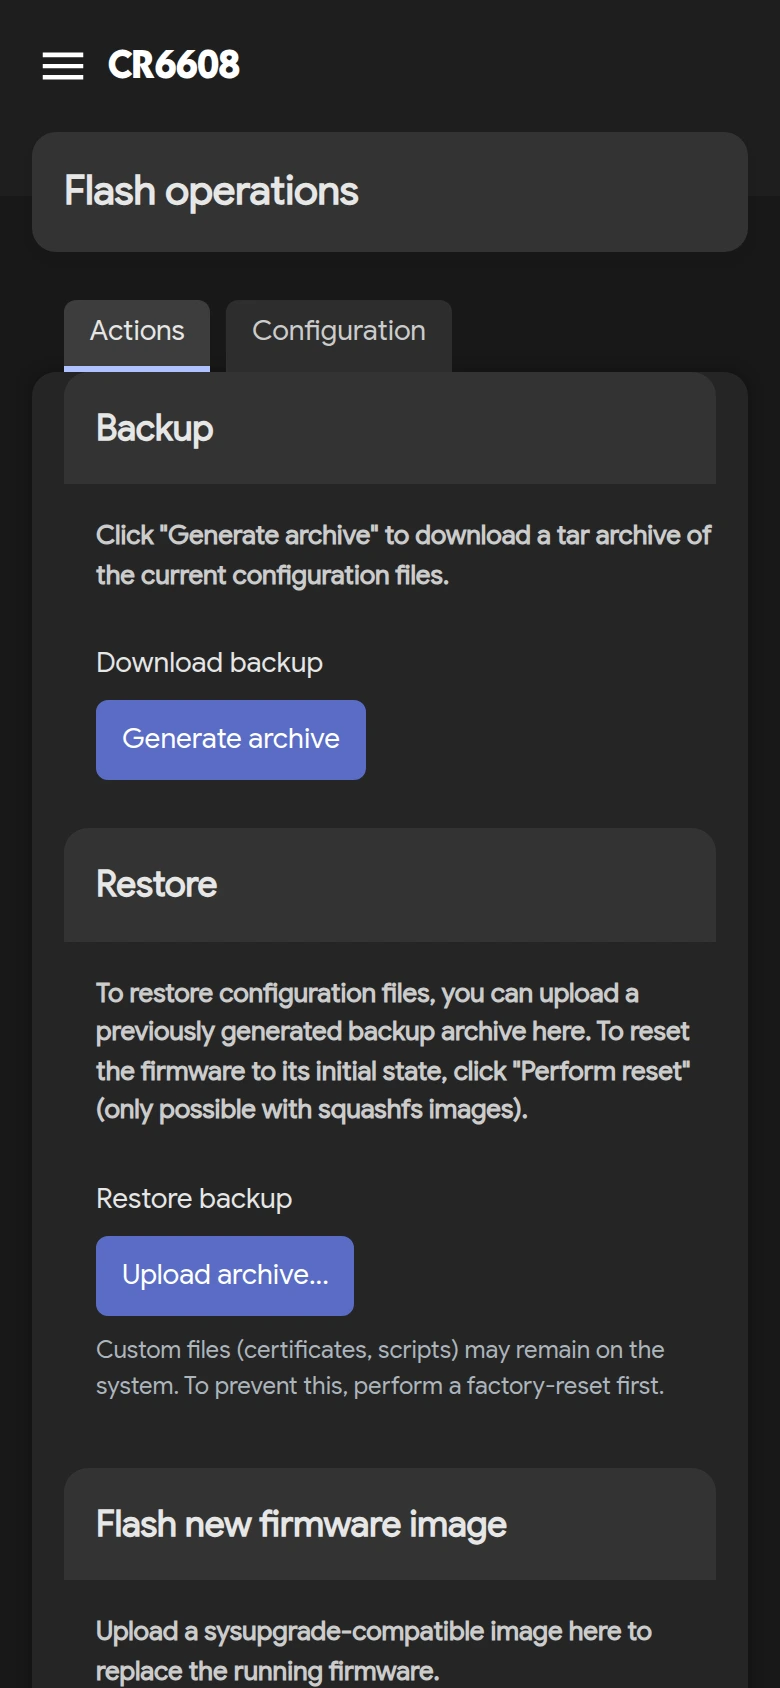 CR6608
Flash operations
Actions
Configuration
Backup
Click "Generate archive" to download a tar archive of
the current configuration files.
Download backup
Generate archive
Restore
To restore configuration files, you can upload a
previously generated backup archive here. To reset
the firmware to its initial state, click "Perform reset"
(only possible with squashfs images).
Restore backup
Upload archive...
Custom files (certificates, scripts) may remain on the
system. To prevent this, perform a factory-reset first.
Flash new firmware image
Upload a sysupgrade-compatible image here to
replace the running firmware.